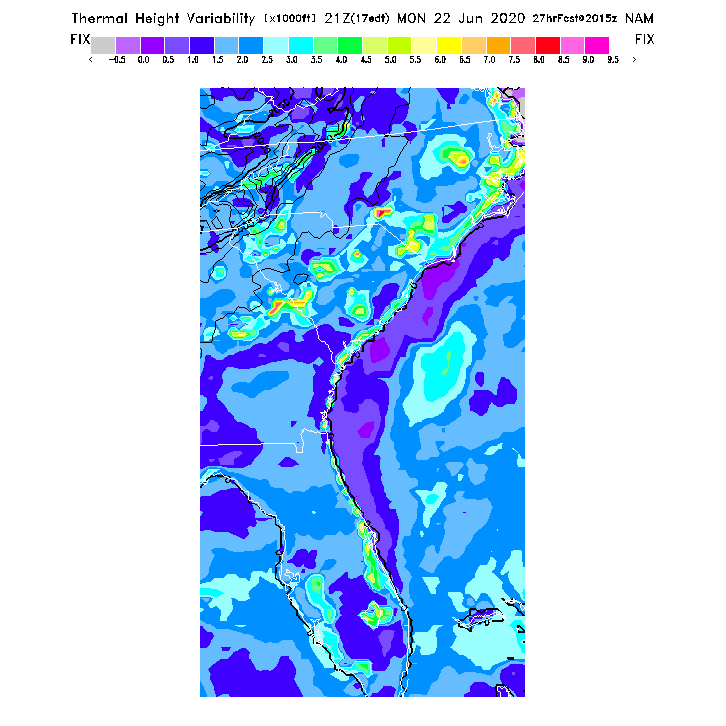 Thermal Height Variability [x1000ft] 21Z(17edt) MON 22 Jun 2020 27hrFcst@2015z NAM
FIX FIX
< -0.5 0.0 0.5 1.0 1.5 2.0 2.5 3.0 3.5 4.0 4.5 5.0 5.5 6.0 6.5 7.0 7.5 8.0 8.5 9.0 9.5 >